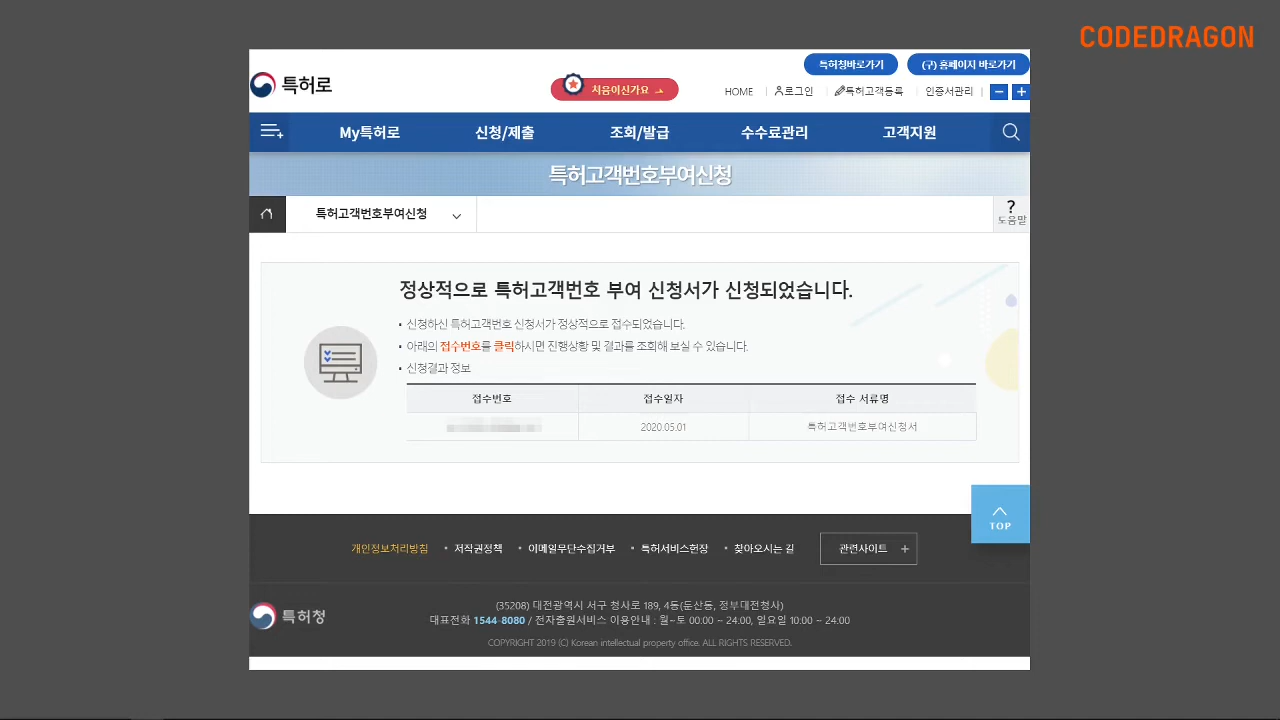 CODEDRAGON
특허청바로가기 (구) 홈페이지 바로가기
특허로 처음이신가요 HOME 로그인 특허고객등록 인증서관리 − +
My특허로 신청/제출 조회/발급 수수료관리 고객지원
특허고객번호부여신청
특허고객번호부여신청 ? 도움말
정상적으로 특허고객번호 부여 신청서가 신청되었습니다.
• 신청하신 특허고객번호 신청서가 정상적으로 접수되었습니다.
• 아래의 접수번호를 클릭하시면 진행상황 및 결과를 조회해 보실 수 있습니다.
• 신청결과 정보
접수번호 접수일자 접수 서류명
2020.05.01 특허고객번호부여신청서
TOP
개인정보처리방침 • 저작권정책 • 이메일무단수집거부 • 특허서비스헌장 • 찾아오시는 길 관련사이트 +
특허청
(35208) 대전광역시 서구 청사로 189, 4동(둔산동, 정부대전청사)
대표전화 1544-8080 / 전자출원서비스 이용안내 : 월~토 00:00 ~ 24:00, 일요일 10:00 ~ 24:00
COPYRIGHT 2019 (C) Korean intellectual property office. ALL RIGHTS RESERVED.